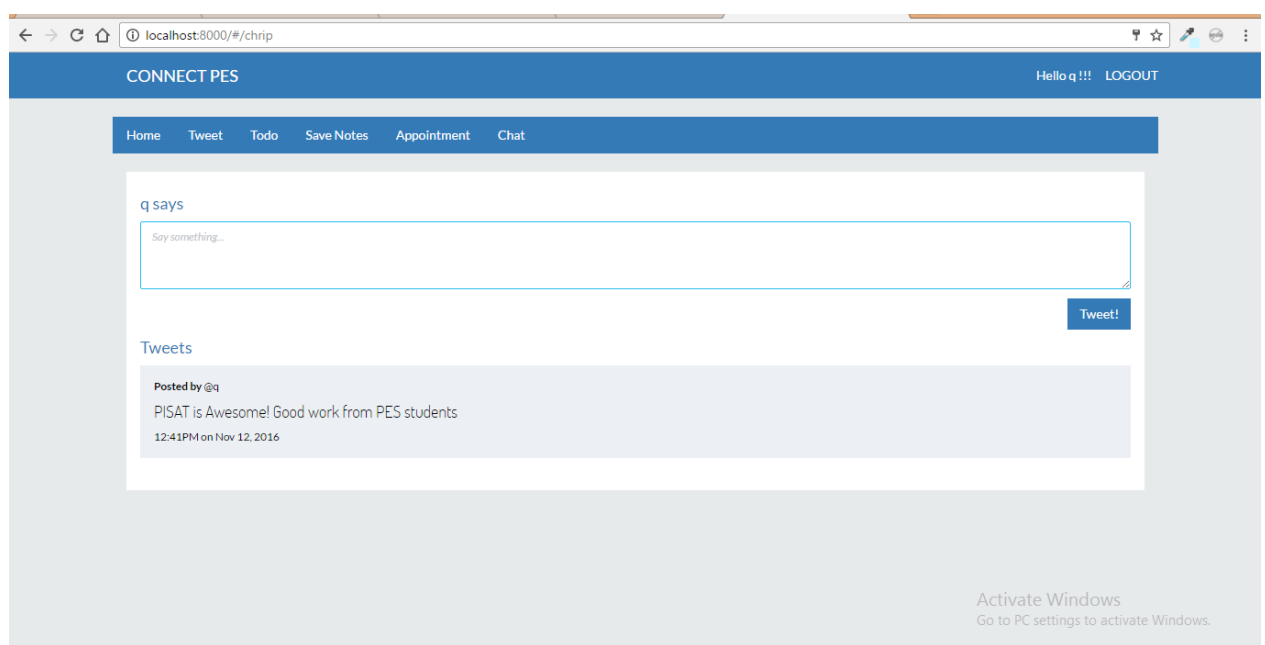 localhost:8000/#/chrip
CONNECT PES Hello q !!! LOGOUT
Home Tweet Todo Save Notes Appointment Chat
q says
Say something...
Tweet!
Tweets
Posted by @q
PISAT is Awesome! Good work from PES students
12:41PM on Nov 12, 2016
Activate Windows
Go to PC settings to activate Windows.